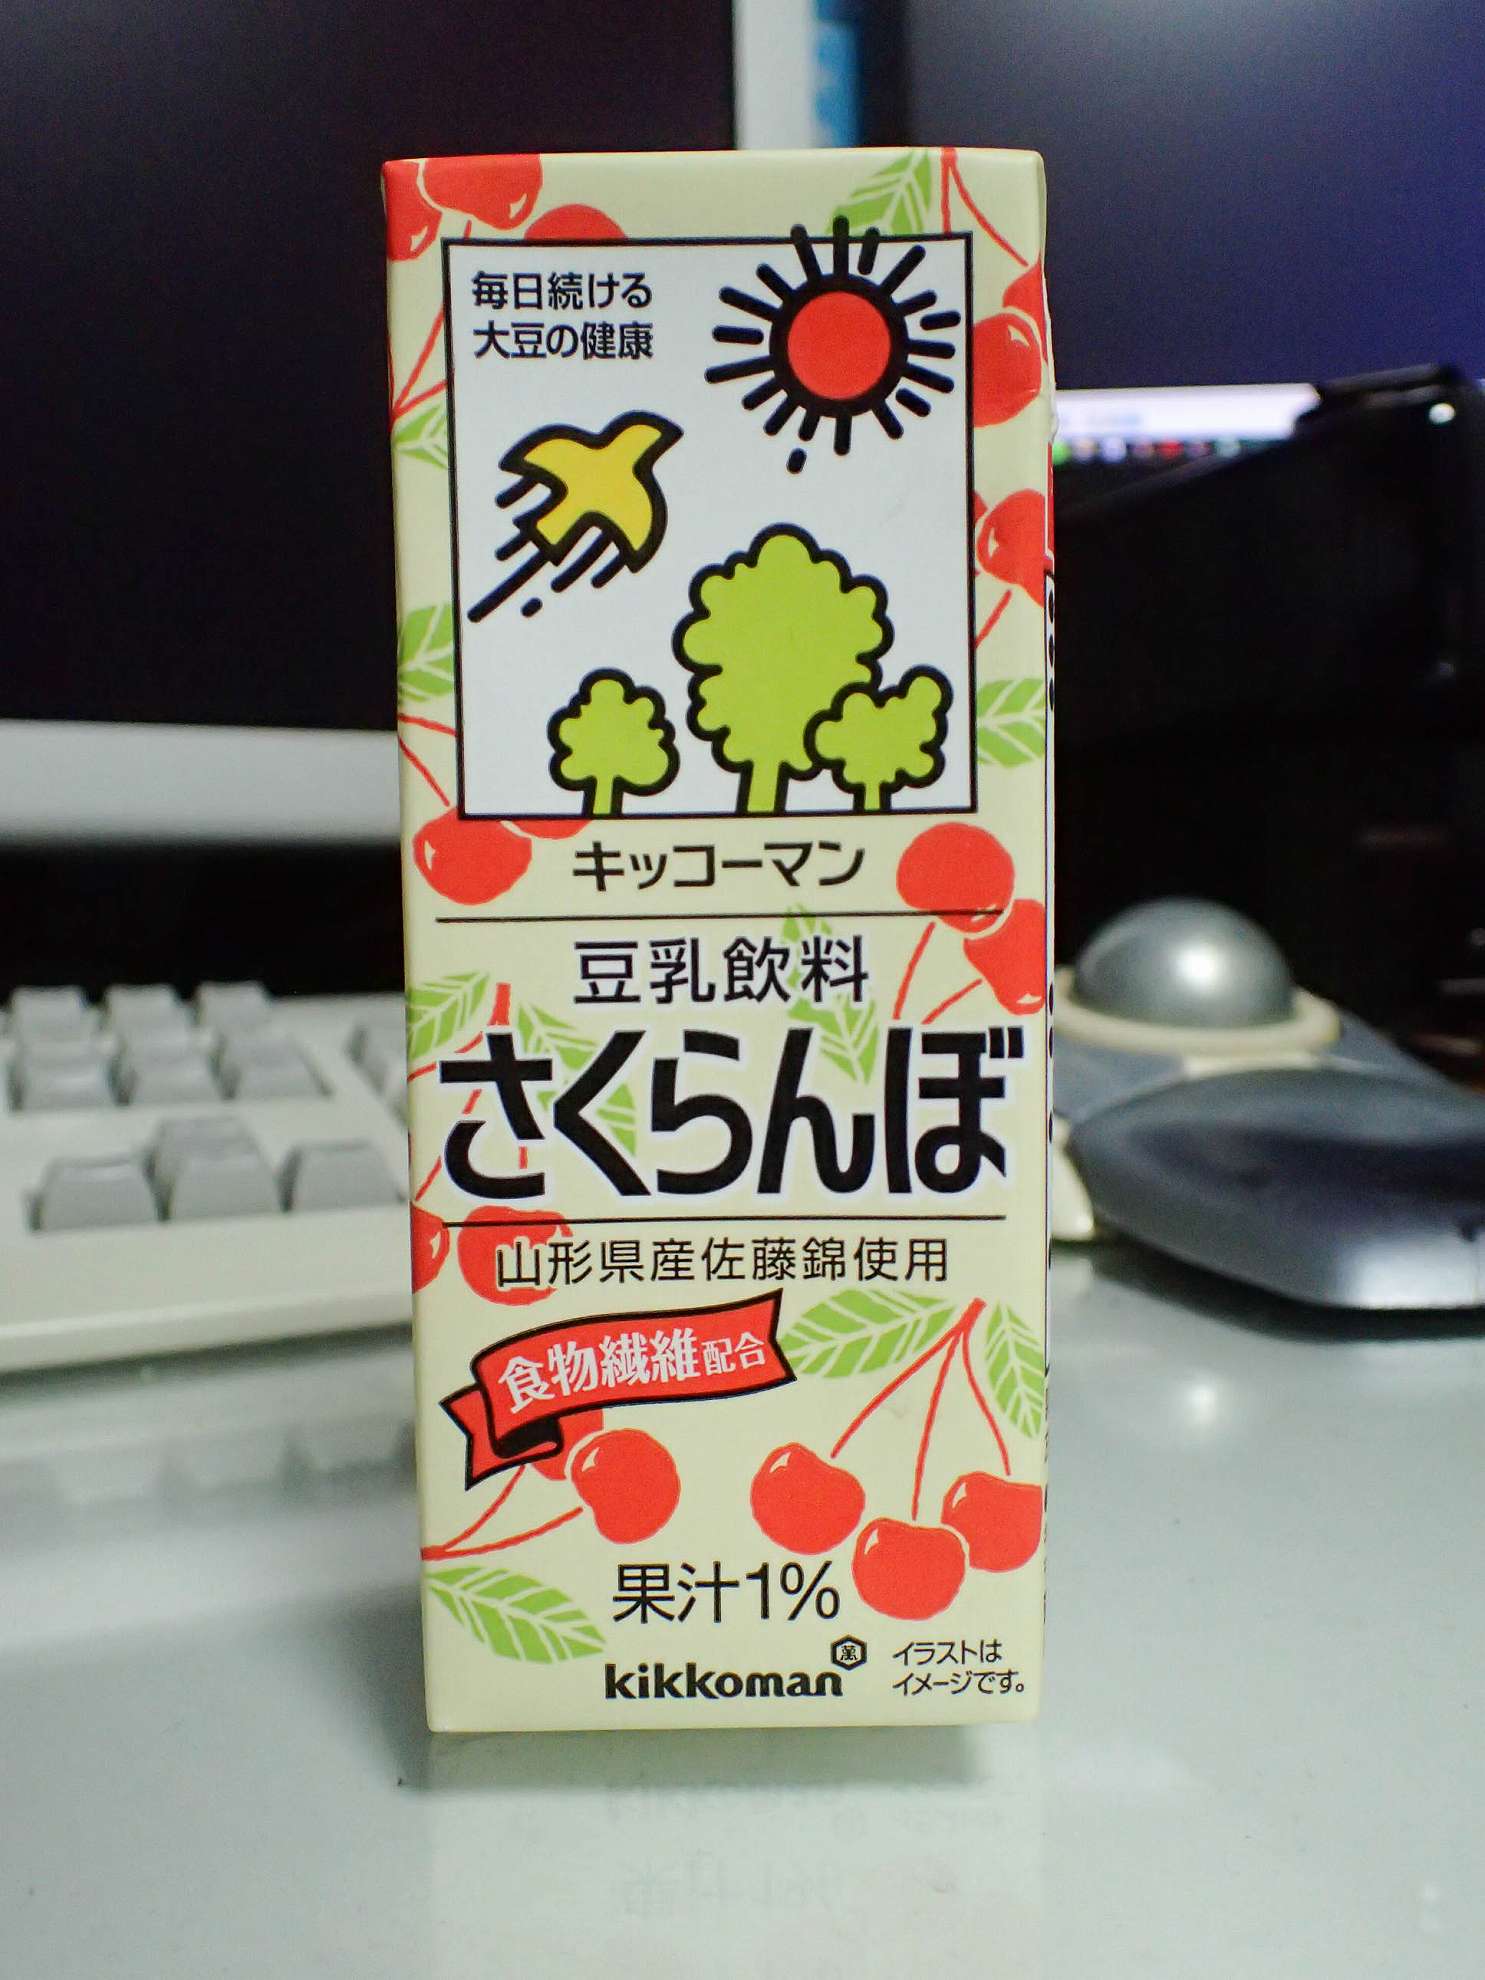 毎日続ける
大豆の健康
キッコーマン
豆乳飲料
さくらんぼ
山形県産佐藤錦使用
食物繊維配合
果汁1%
kikkoman 萬
イラストは
イメージです。